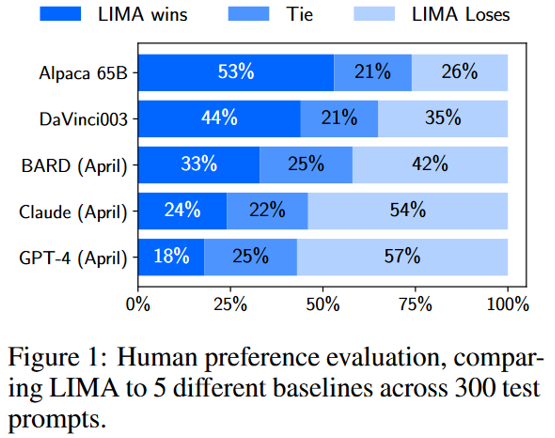 LIMA wins Tie LIMA Loses
Alpaca 65B 53% 21% 26%
DaVinci003 44% 21% 35%
BARD (April) 33% 25% 42%
Claude (April) 24% 22% 54%
GPT-4 (April) 18% 25% 57%
0% 25% 50% 75% 100%
Figure 1: Human preference evaluation, compar-
ing LIMA to 5 different baselines across 300 test
prompts.